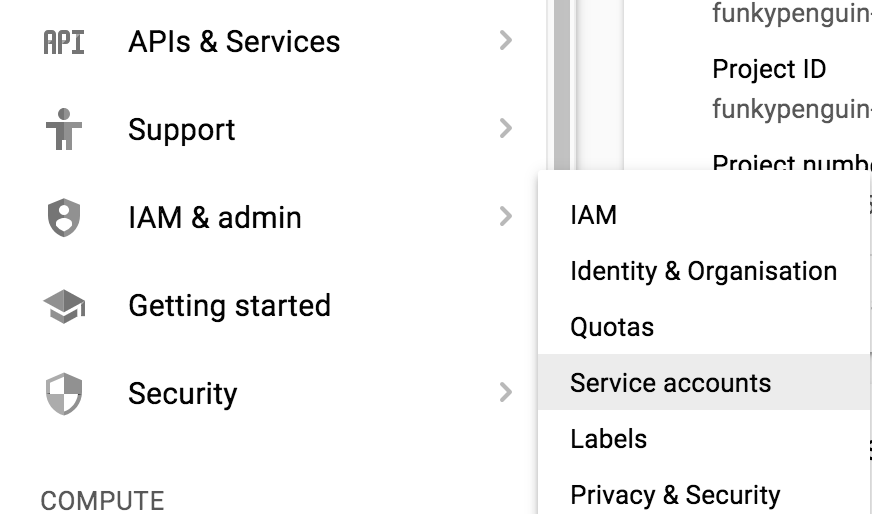 API APIs & Services
Support
IAM & admin
Getting started
Security
COMPUTE
funkypenguin-
Project ID
funkypenguin-
Project numb
IAM
Identity & Organisation
Quotas
Service accounts
Labels
Privacy & Security